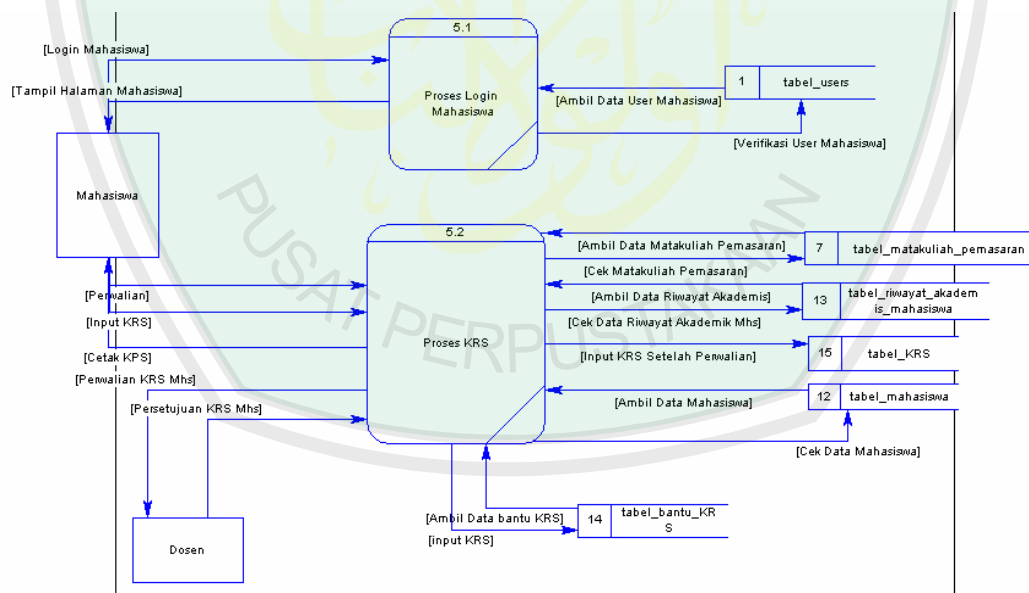 5.1
[Login Mahasiswa]
[Tampil Halaman Mahasiswa]
Proses Login
Mahasiswa
1
tabel_users
[Ambil Data User Mahasiswa]
[Verifikasi User Mahasiswa]
Mahasiswa
PUSAT PERPUSTAKAAN
5.2
[Ambil Data Matakuliah Pemasaran]
7
tabel_matakuliah_pemasaran
[Cek Matakuliah Pemasaran]
[Perwalian]
[Ambil Data Riwayat Akademis]
13
tabel_riwayat_akadem
is_mahasiswa
[Input KRS]
[Cek Data Riwayat Akademik Mhs]
Proses KRS
[Cetak KPS]
[Input KRS Setelah Perwalian]
15
tabel_KRS
[Perwalian KRS Mhs]
[Persetujuan KRS Mhs]
[Ambil Data Mahasiswa]
12
tabel_mahasiswa
[Cek Data Mahasiswa]
[Ambil Data bantu KRS]
14
tabel_bantu_KR
S
[input KRS]
Dosen